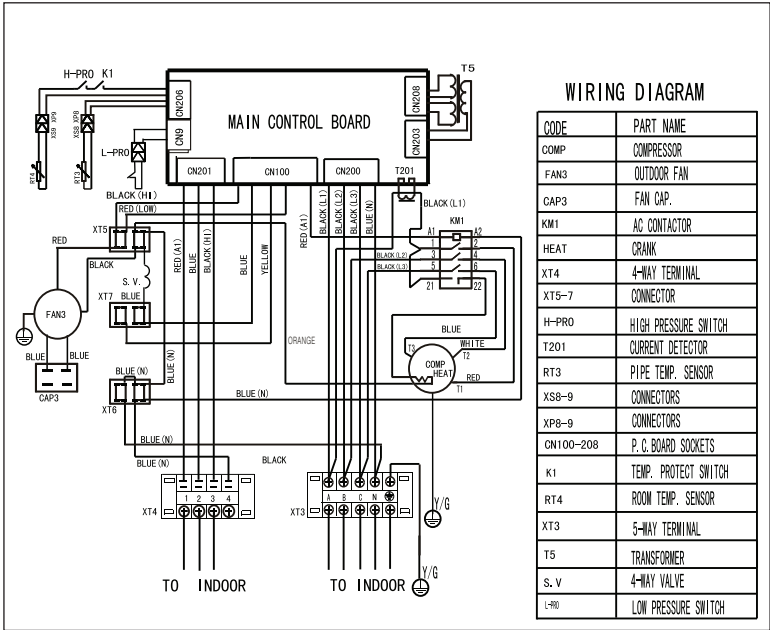 H-PRO K1
T5
CN206
CN208
MAIN CONTROL BOARD
CN9
CN203
XS9 XP9
XS8 XP8
L-PRO
RT4
RT3
CN201
CN100
CN200
T201
BLACK(HI)
RED(LOW)
BLACK(L1)
BLACK(L2)
BLACK(L3)
BLUE(N)
RED(A1)
BLACK(L1)
KM1
XT5
A1
A2
RED
1
2
BLACK(L2)
3
4
BLACK
BLACK(L3)
5
6
21
22
RED(A1)
BLUE
BLACK(HI)
BLUE
YELLOW
S.V.
XT7
BLUE
FAN3
ORANGE
BLUE
WHITE
T3
T2
COMP
HEAT
RED
T1
BLUE
BLUE
CAP3
BLUE(N)
BLUE(N)
XT6
BLUE(N)
BLUE(N)
BLUE(N)
BLACK
XT4
1 2 3 4
XT3
A B C N
Y/G
Y/G
TO INDOOR
TO INDOOR
WIRING DIAGRAM
CODE PART NAME
COMP COMPRESSOR
FAN3 OUTDOOR FAN
CAP3 FAN CAP.
KM1 AC CONTACTOR
HEAT CRANK
XT4 4-WAY TERMINAL
XT5-7 CONNECTOR
H-PRO HIGH PRESSURE SWITCH
T201 CURRENT DETECTOR
RT3 PIPE TEMP. SENSOR
XS8-9 CONNECTORS
XP8-9 CONNECTORS
CN100-208 P.C.BOARD SOCKETS
K1 TEMP. PROTECT SWITCH
RT4 ROOM TEMP. SENSOR
XT3 5-WAY TERMINAL
T5 TRANSFORMER
S.V 4-WAY VALVE
L-PRO LOW PRESSURE SWITCH